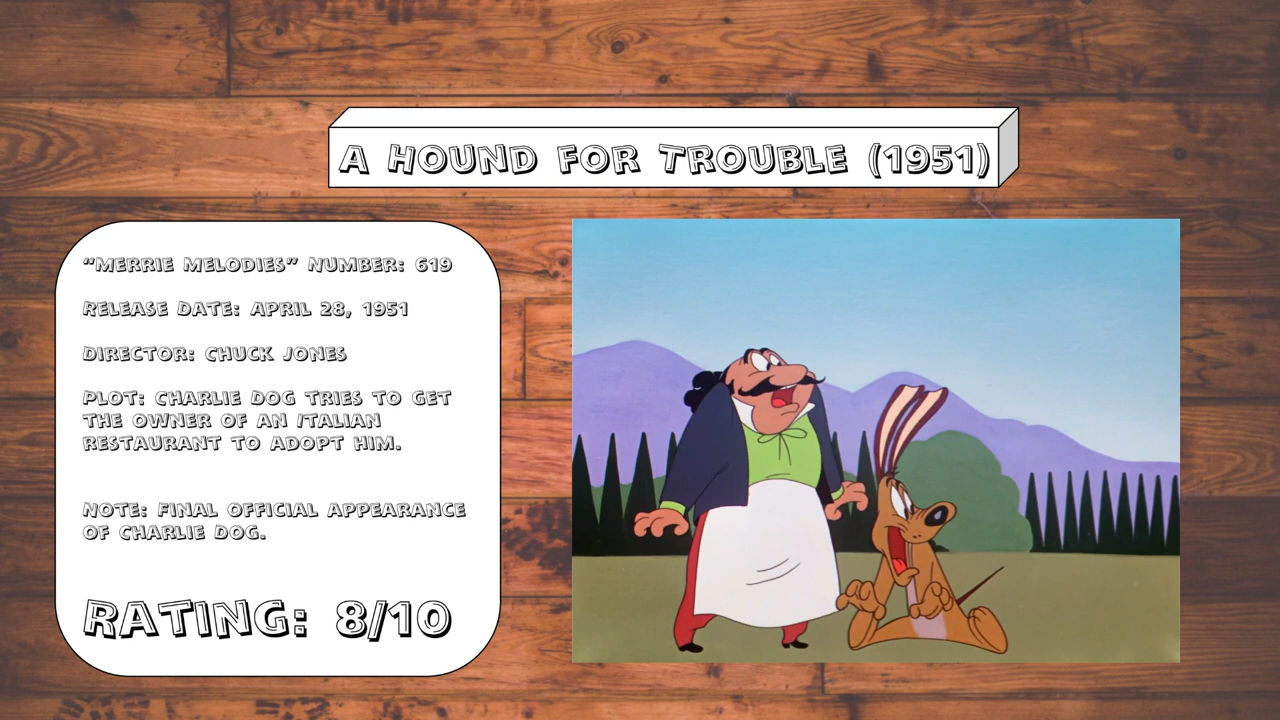 A HOUND FOR TROUBLE (1951)
"MERRIE MELODIES" NUMBER: 619
RELEASE DATE: APRIL 28, 1951
DIRECTOR: CHUCK JONES
PLOT: CHARLIE DOG TRIES TO GET
THE OWNER OF AN ITALIAN
RESTAURANT TO ADOPT HIM.
NOTE: FINAL OFFICIAL APPEARANCE
OF CHARLIE DOG.
RATING: 8/10